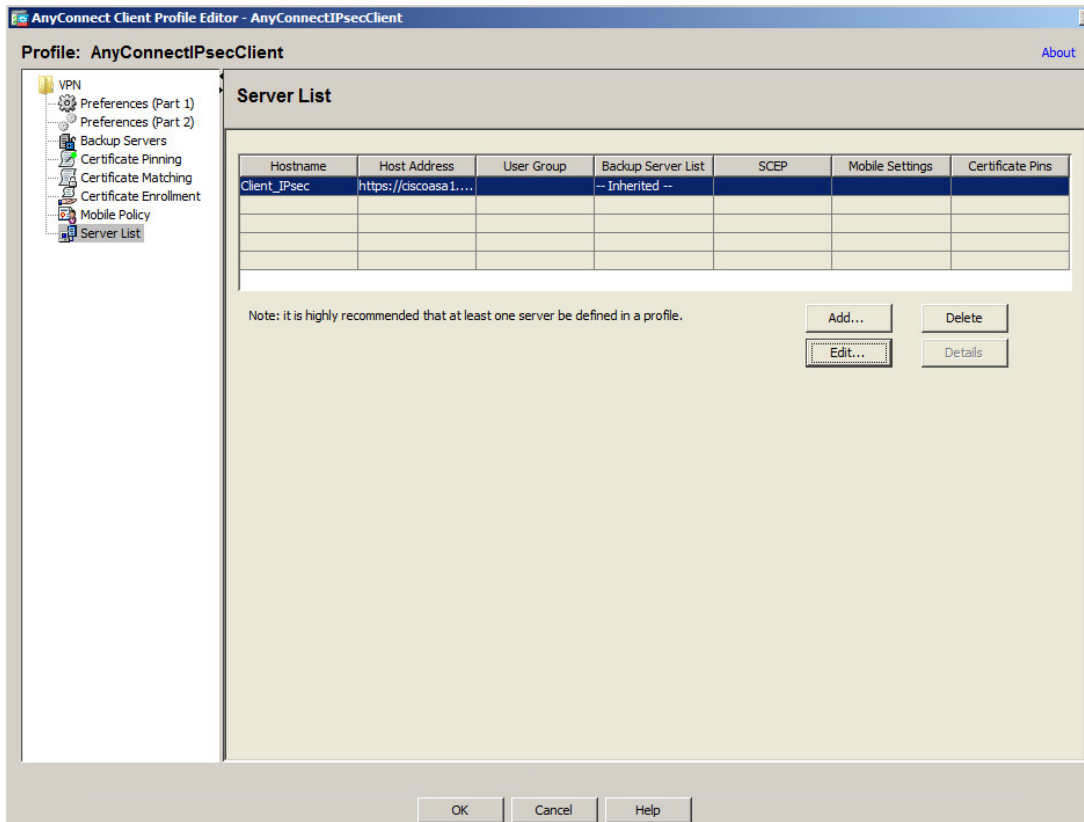 AnyConnect Client Profile Editor - AnyConnectIPsecClient
Profile: AnyConnectIPsecClient
About
VPN
Preferences (Part 1)
Preferences (Part 2)
Backup Servers
Certificate Pinning
Certificate Matching
Certificate Enrollment
Mobile Policy
Server List
Server List
Hostname Host Address User Group Backup Server List SCEP Mobile Settings Certificate Pins
Client_IPsec https://ciscoasa1.... -- Inherited --
Note: it is highly recommended that at least one server be defined in a profile.
Add... Delete
Edit... Details
OK Cancel Help